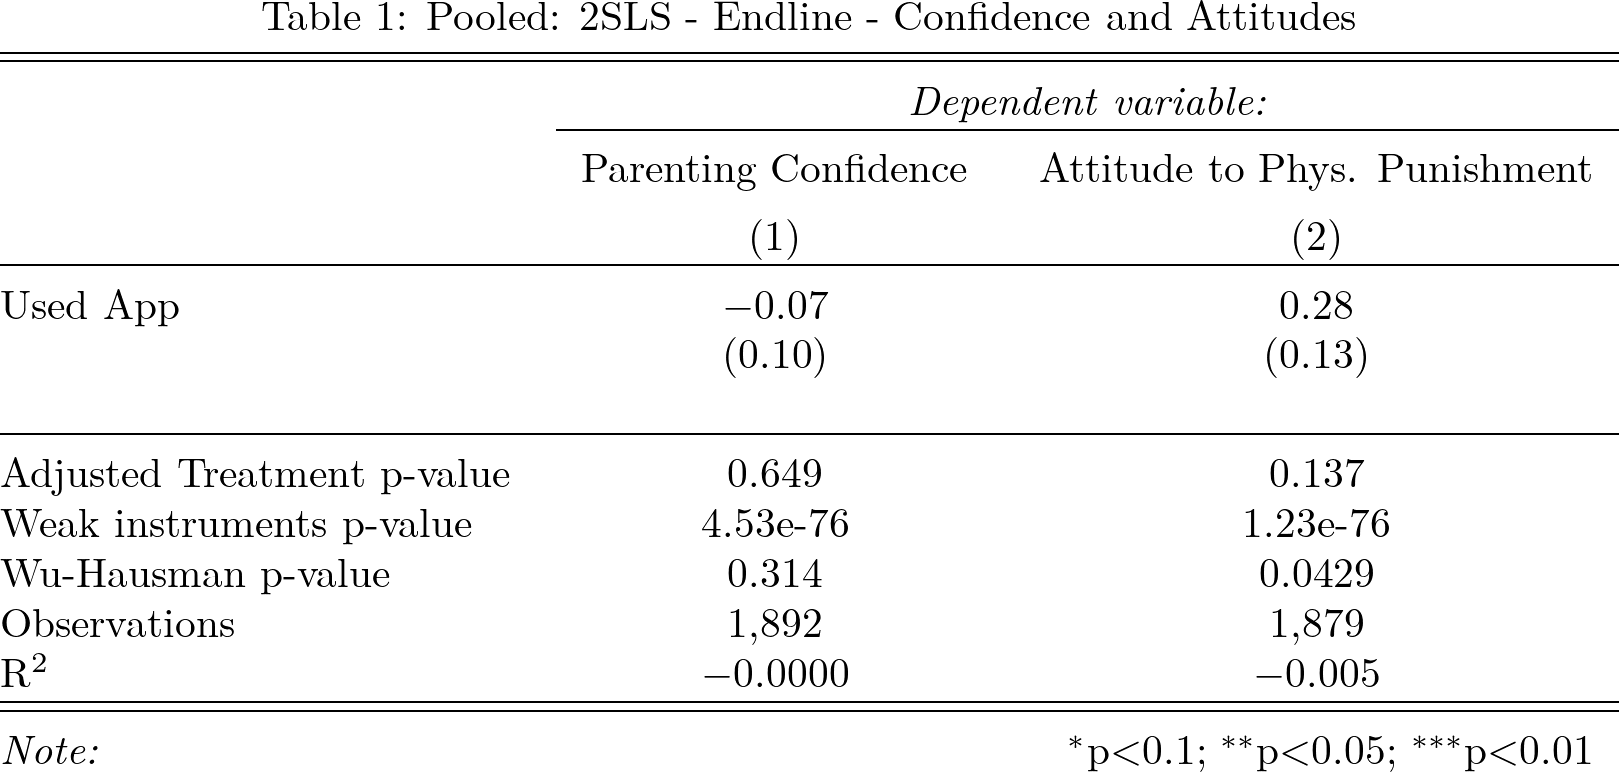 Table 1: Pooled: 2SLS - Endline - Confidence and Attitudes
Dependent variable:
Parenting Confidence Attitude to Phys. Punishment
(1) (2)
Used App −0.07 0.28
(0.10) (0.13)
Adjusted Treatment p-value 0.649 0.137
Weak instruments p-value 4.53e-76 1.23e-76
Wu-Hausman p-value 0.314 0.0429
Observations 1,892 1,879
R² −0.0000 −0.005
Note: *p<0.1; **p<0.05; ***p<0.01